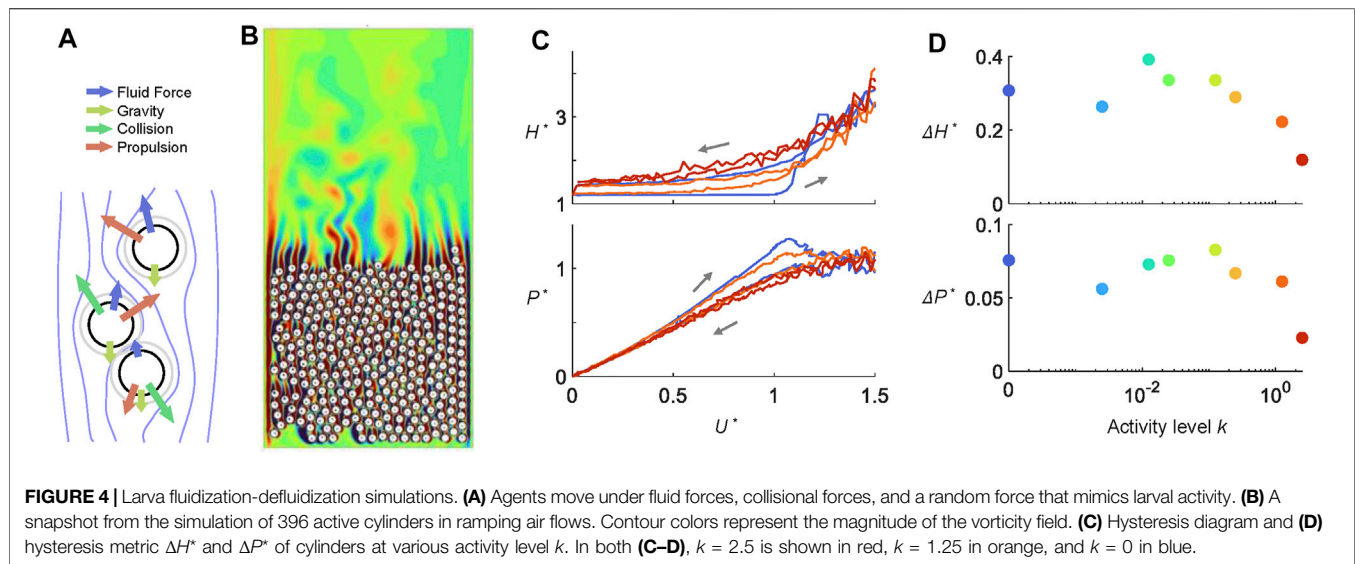 A
Fluid Force
Gravity
Collision
Propulsion
B
C
H*
3
1
P*
1
0
0
0.5
1
1.5
U*
D
0.4
ΔH*
0.2
0
0.1
ΔP*
0.05
0
0
10⁻²
10⁰
Activity level k
FIGURE 4 | Larva fluidization-defluidization simulations. (A) Agents move under fluid forces, collisional forces, and a random force that mimics larval activity. (B) A
snapshot from the simulation of 396 active cylinders in ramping air flows. Contour colors represent the magnitude of the vorticity field. (C) Hysteresis diagram and (D)
hysteresis metric ΔH* and ΔP* of cylinders at various activity level k. In both (C–D), k = 2.5 is shown in red, k = 1.25 in orange, and k = 0 in blue.